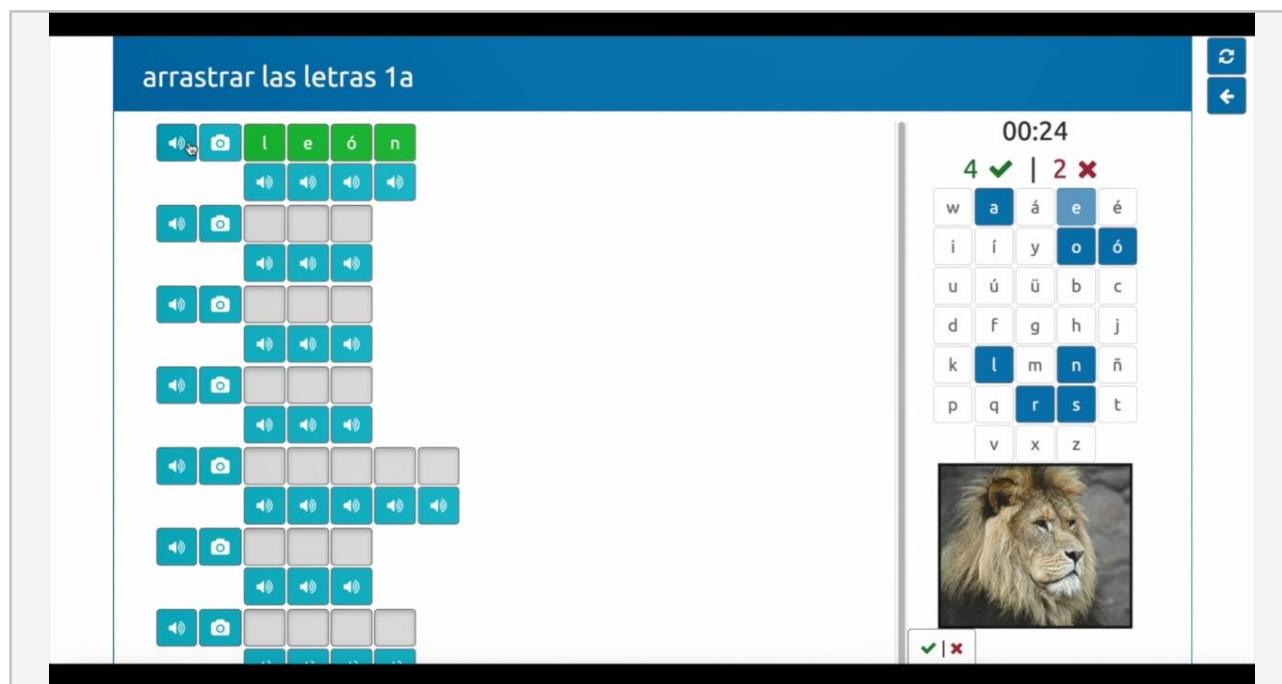 arrastrar las letras 1a
l e ó n
00:24
4 | 2
w a á e é
i í y o ó
u ú ü b c
d f g h j
k l m n ñ
p q r s t
v x z
|